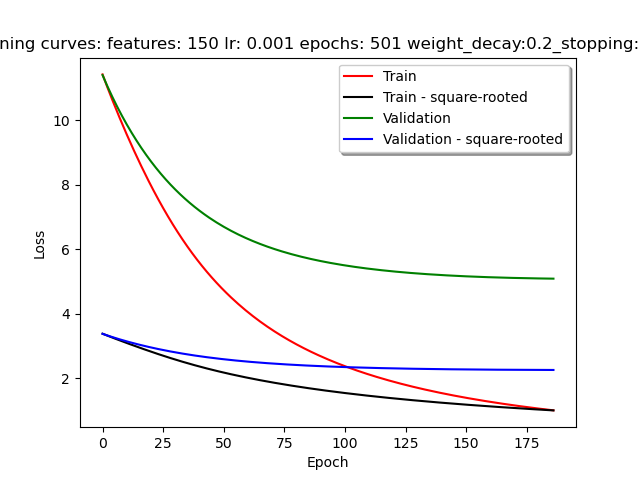 ning curves: features: 150 lr: 0.001 epochs: 501 weight_decay:0.2_stopping:
Train
Train - square-rooted
Validation
Validation - square-rooted
Loss
10
8
6
4
2
0 25 50 75 100 125 150 175
Epoch